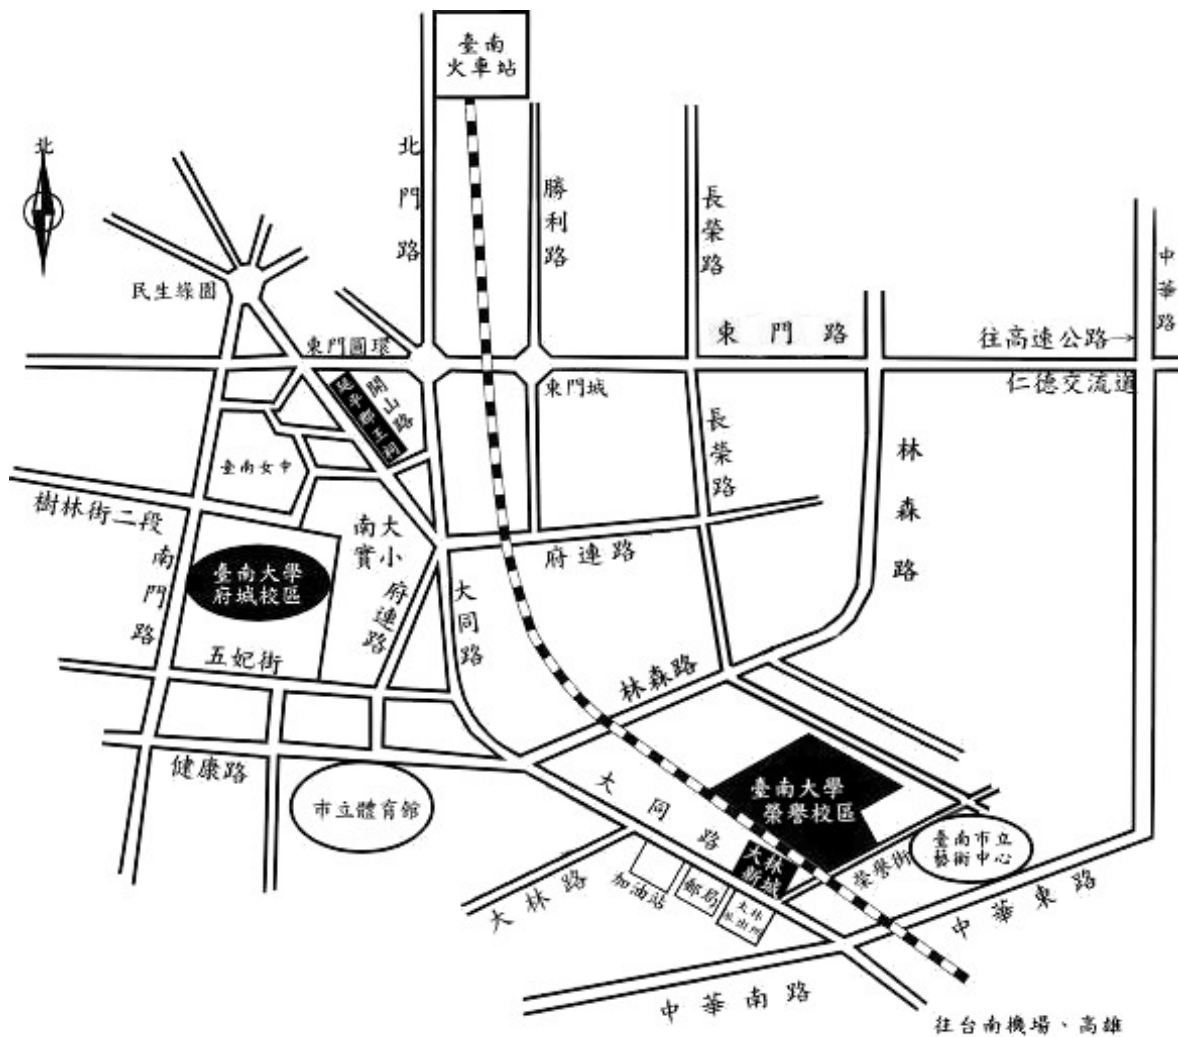 臺南
火車站
北
北門路
勝利路
長榮路
中華路
民生綠園
東門圓環
東門路
往高速公路→
仁德交流道
開山路
延平郡王祠
東門城
長榮路
林森路
臺南女中
樹林街二段
南大
實小
府連路
南門路
臺南大學
府城校區
府連路
大同路
五妃街
林森路
健康路
市立體育館
大同路
臺南大學
榮譽校區
臺南市立
藝術中心
榮譽街
大林
新城
大林路
加油站
郵局
大林
派出所
中華東路
中華南路
往台南機場、高雄